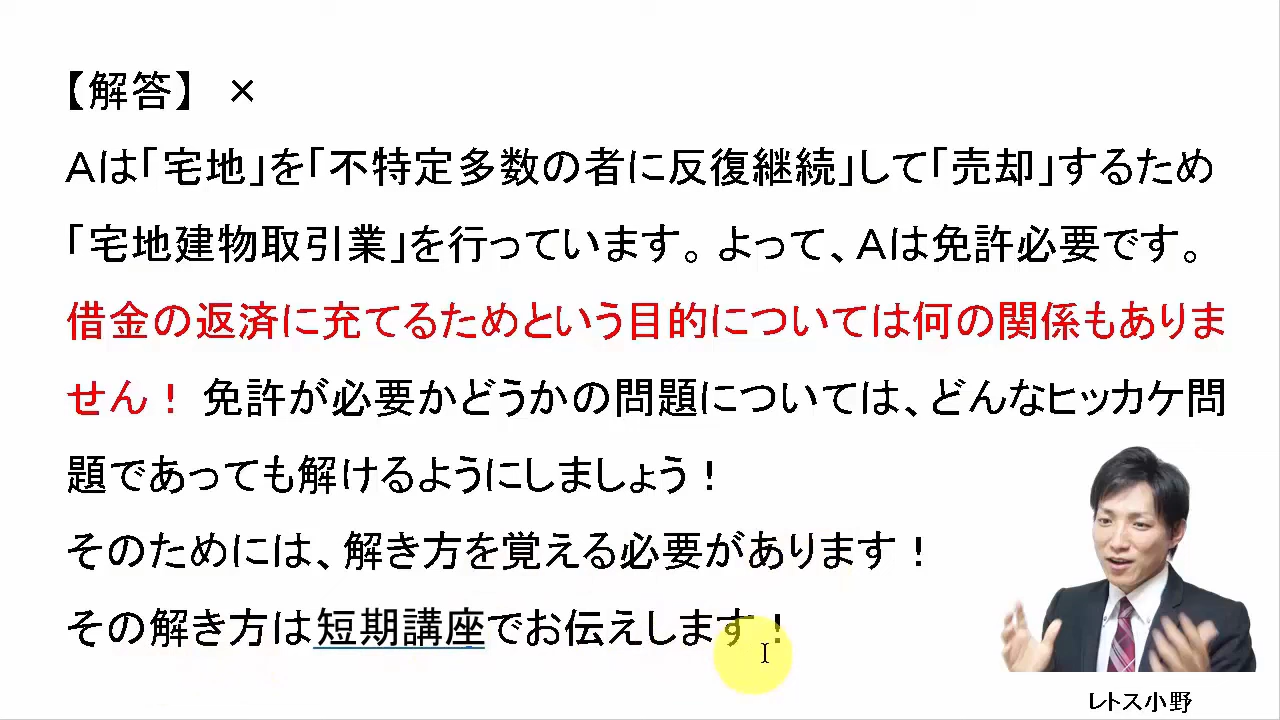 【解答】 ×
Aは「宅地」を「不特定多数の者に反復継続」して「売却」するため
「宅地建物取引業」を行っています。よって、Aは免許必要です。
借金の返済に充てるためという目的については何の関係もありま
せん！ 免許が必要かどうかの問題については、どんなヒッカケ問
題であっても解けるようにしましょう！
そのためには、解き方を覚える必要があります！
その解き方は短期講座でお伝えします！
レトス小野